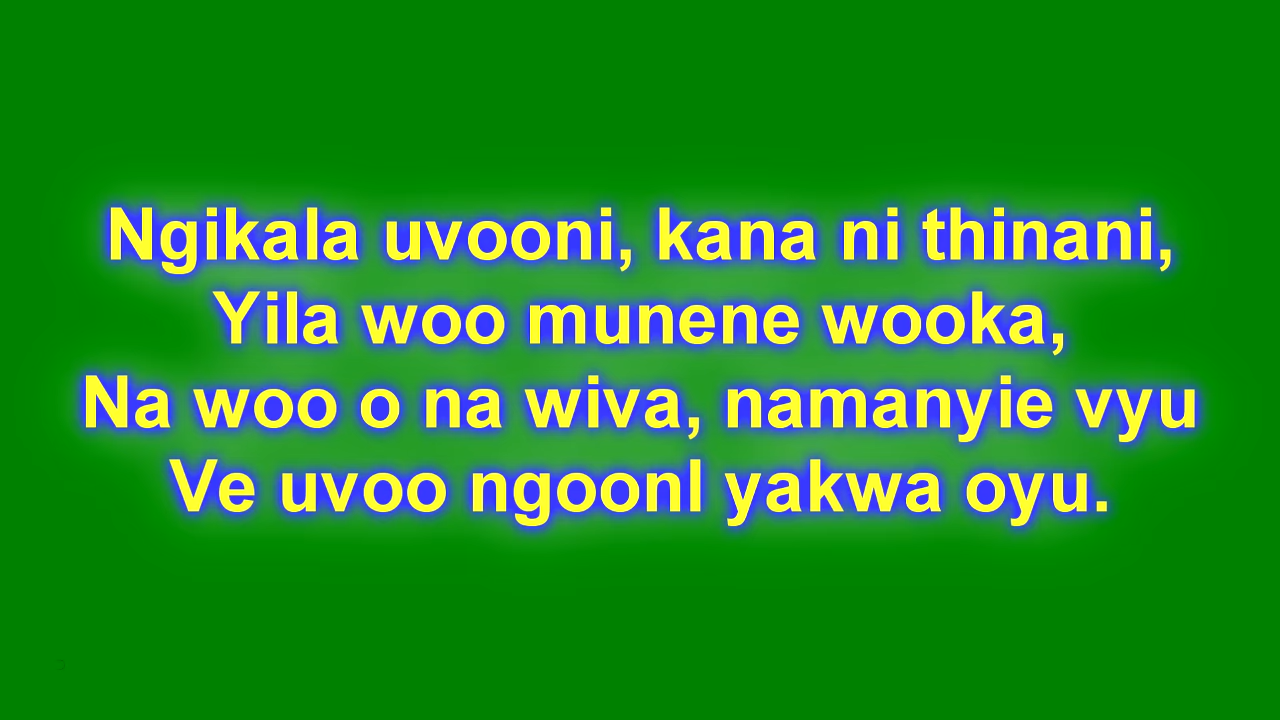 Ngikala uvooni, kana ni thinani,
Yila woo munene wooka,
Na woo o na wiva, namanyie vyu
Ve uvoo ngoonl yakwa oyu.